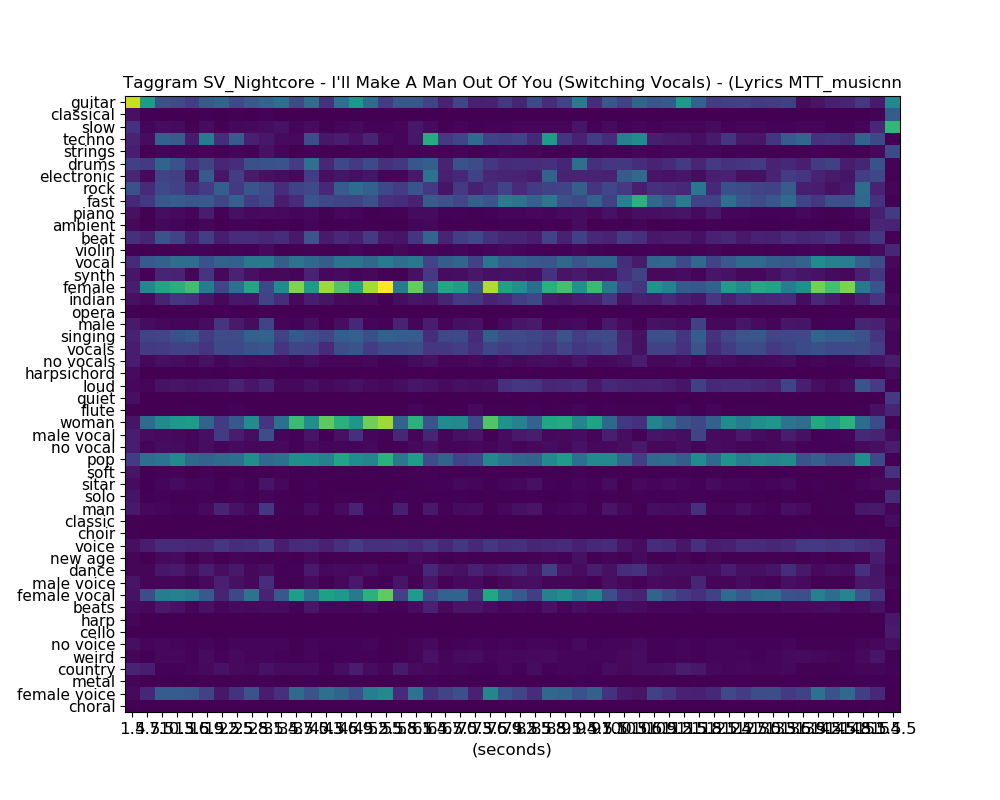 Taggram SV_Nightcore - I'll Make A Man Out Of You (Switching Vocals) - (Lyrics MTT_musicnn
guitar
classical
slow
techno
strings
drums
electronic
rock
fast
piano
ambient
beat
violin
vocal
synth
female
indian
opera
male
singing
vocals
no vocals
harpsichord
loud
quiet
flute
woman
male vocal
no vocal
pop
soft
sitar
solo
man
classic
choir
voice
new age
dance
male voice
female vocal
beats
harp
cello
no voice
weird
country
metal
female voice
choral
(seconds)